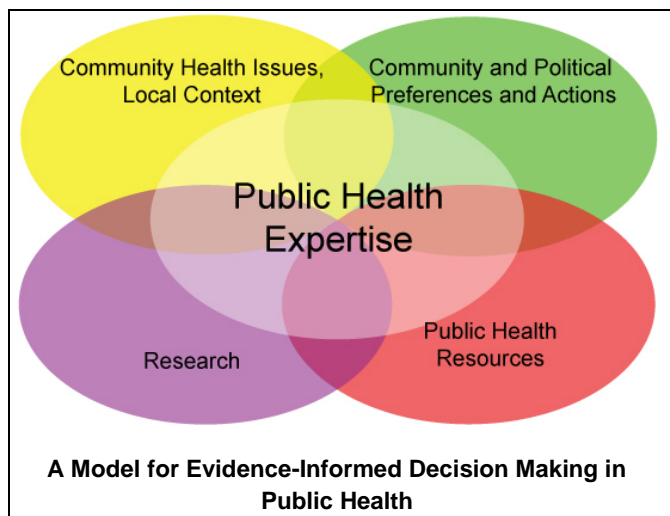 Community Health Issues,
Local Context
Community and Political
Preferences and Actions
Public Health
Expertise
Research
Public Health
Resources
A Model for Evidence-Informed Decision Making in
Public Health